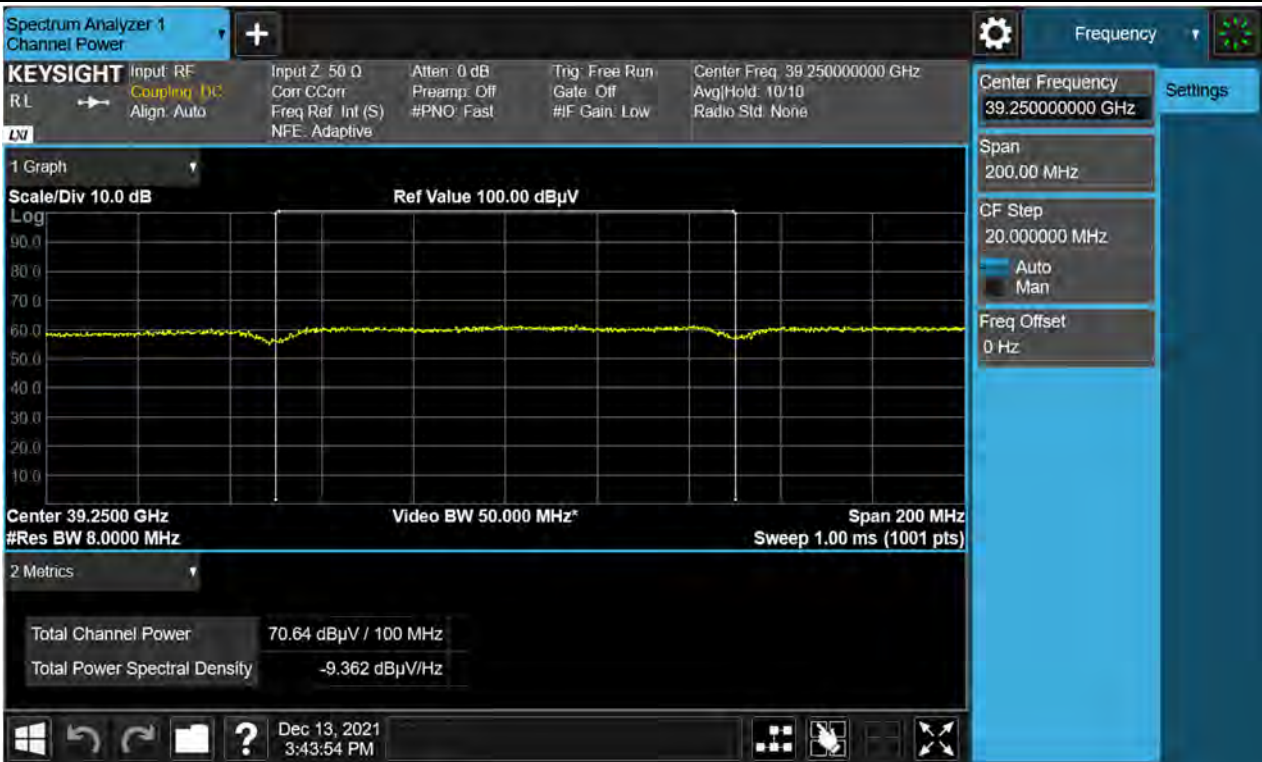 Spectrum Analyzer 1
Channel Power
+
Frequency
KEYSIGHT
RL
LXI
Input: RF
Coupling: DC
Align: Auto
Input Z: 50 Ω
Corr CCorr
Freq Ref: Int (S)
NFE: Adaptive
Atten: 0 dB
Preamp: Off
#PNO: Fast
Trig: Free Run
Gate: Off
#IF Gain: Low
Center Freq: 39.250000000 GHz
Avg|Hold: 10/10
Radio Std: None
Center Frequency
39.250000000 GHz
Settings
Span
200.00 MHz
CF Step
20.000000 MHz
Auto
Man
Freq Offset
0 Hz
1 Graph
Scale/Div 10.0 dB
Ref Value 100.00 dBµV
Log
90.0
80.0
70.0
60.0
50.0
40.0
30.0
20.0
10.0
Center 39.2500 GHz
Video BW 50.000 MHz*
Span 200 MHz
#Res BW 8.0000 MHz
Sweep 1.00 ms (1001 pts)
2 Metrics
Total Channel Power
70.64 dBµV / 100 MHz
Total Power Spectral Density
-9.362 dBµV/Hz
?
Dec 13, 2021
3:43:54 PM